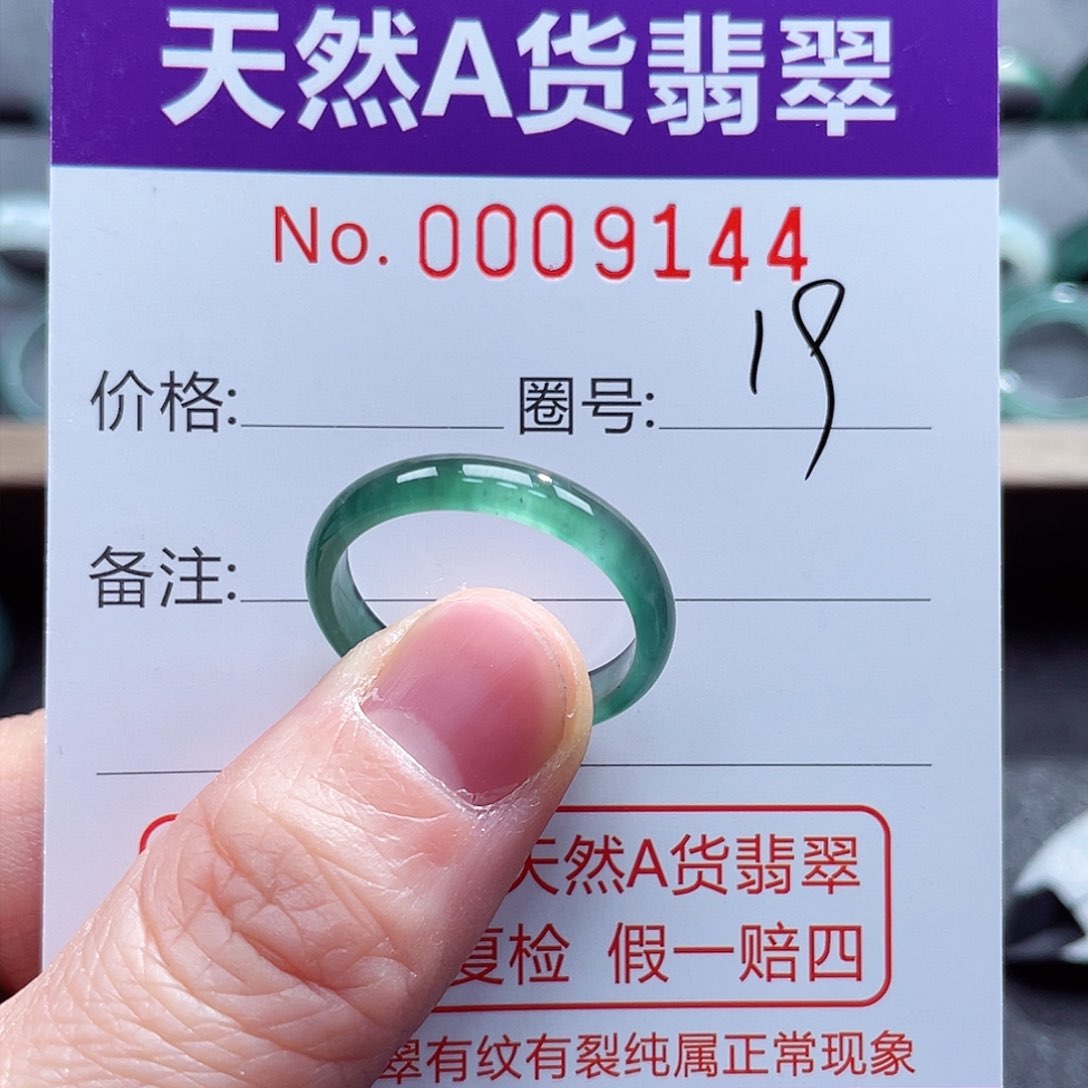 天然A货翡翠
No. 0009144
19
价格: 圈号:
备注:
天然A货翡翠
复检 假一赔四
翠有纹有裂纯属正常现象